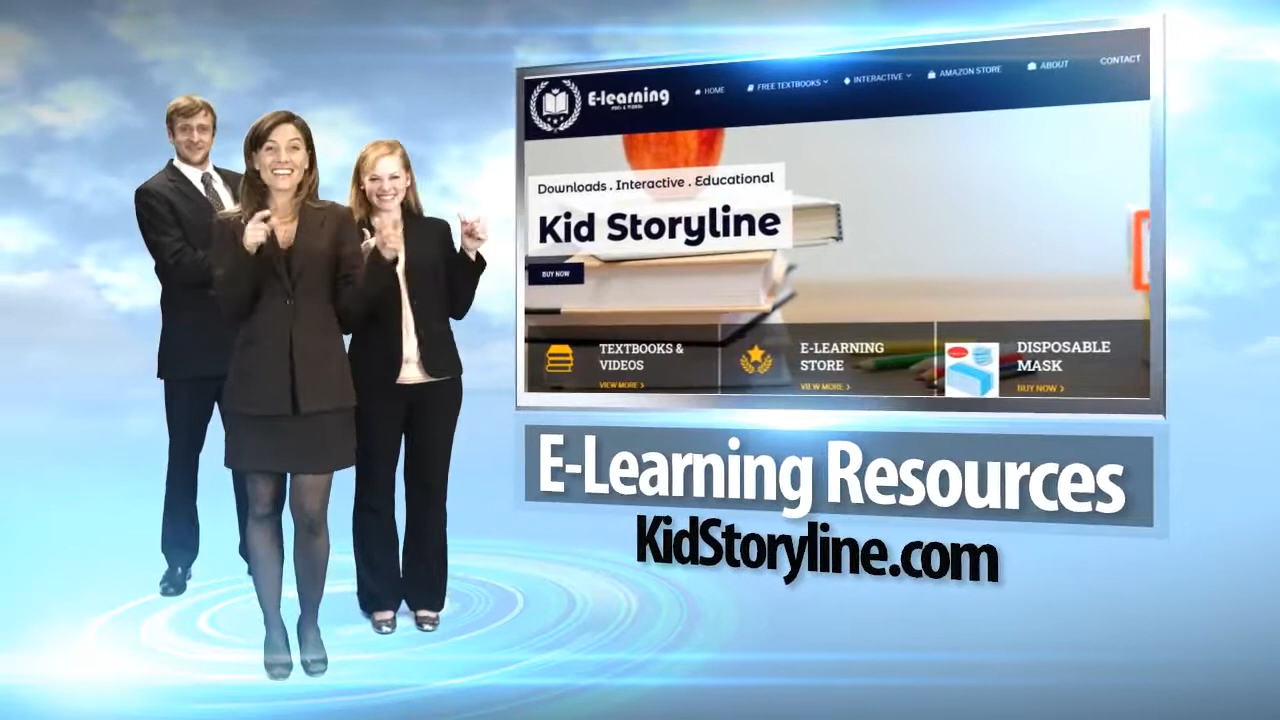 E-learning
HOME
FREE TEXTBOOKS
INTERACTIVE
AMAZON STORE
ABOUT
CONTACT
Downloads . Interactive . Educational
Kid Storyline
BUY NOW
TEXTBOOKS &
VIDEOS
VIEW MORE >
E-LEARNING
STORE
VIEW MORE >
DISPOSABLE
MASK
BUY NOW >
E-Learning Resources
KidStoryline.com